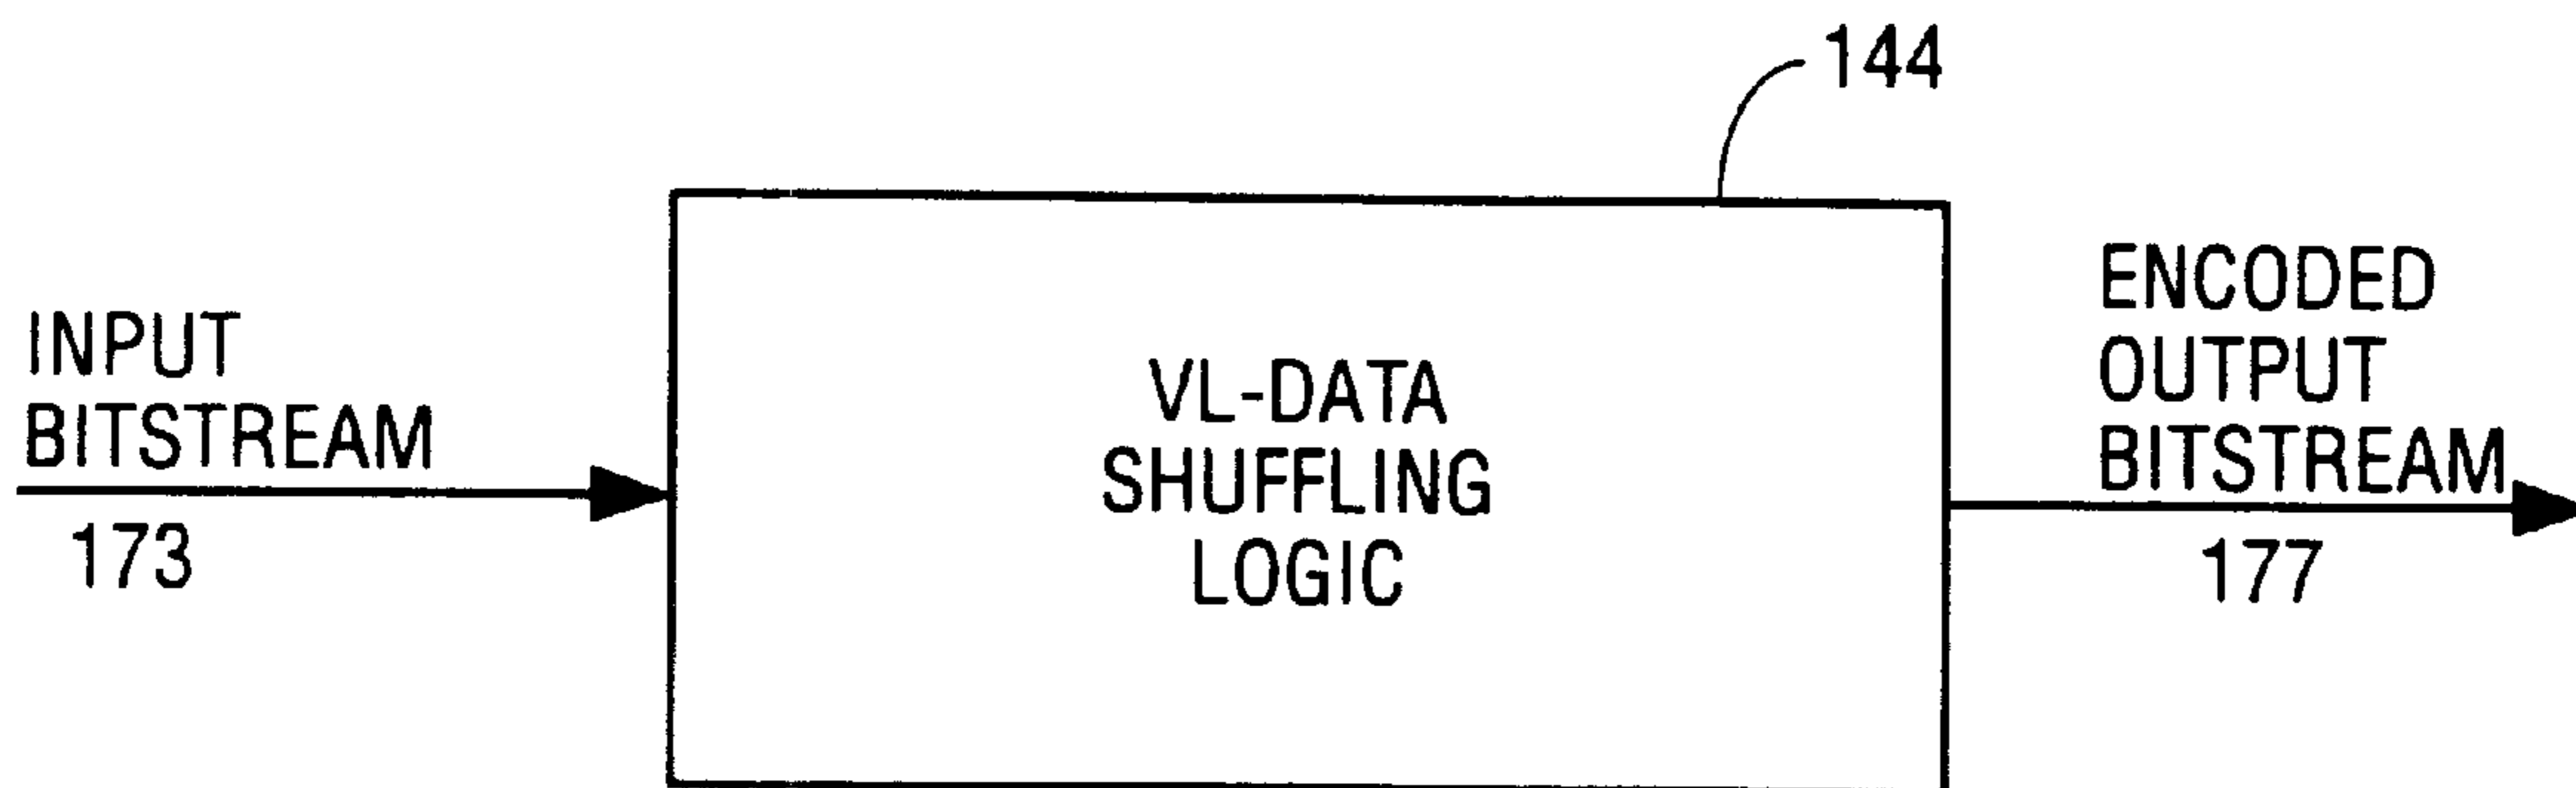 144
INPUT
BITSTREAM
173
VL-DATA
SHUFFLING
LOGIC
ENCODED
OUTPUT
BITSTREAM
177